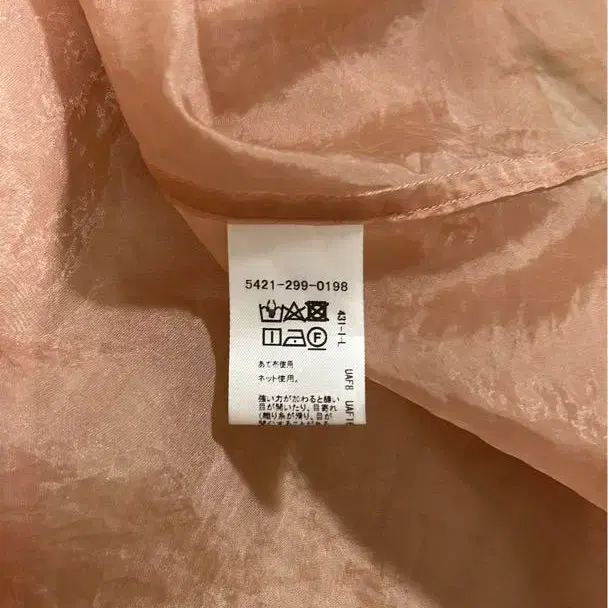 5421-299-0198
431-1-L
あて布使用
ネット使用。
強い力が加わると縫い
目が開いたり、目寄れ
UAF8